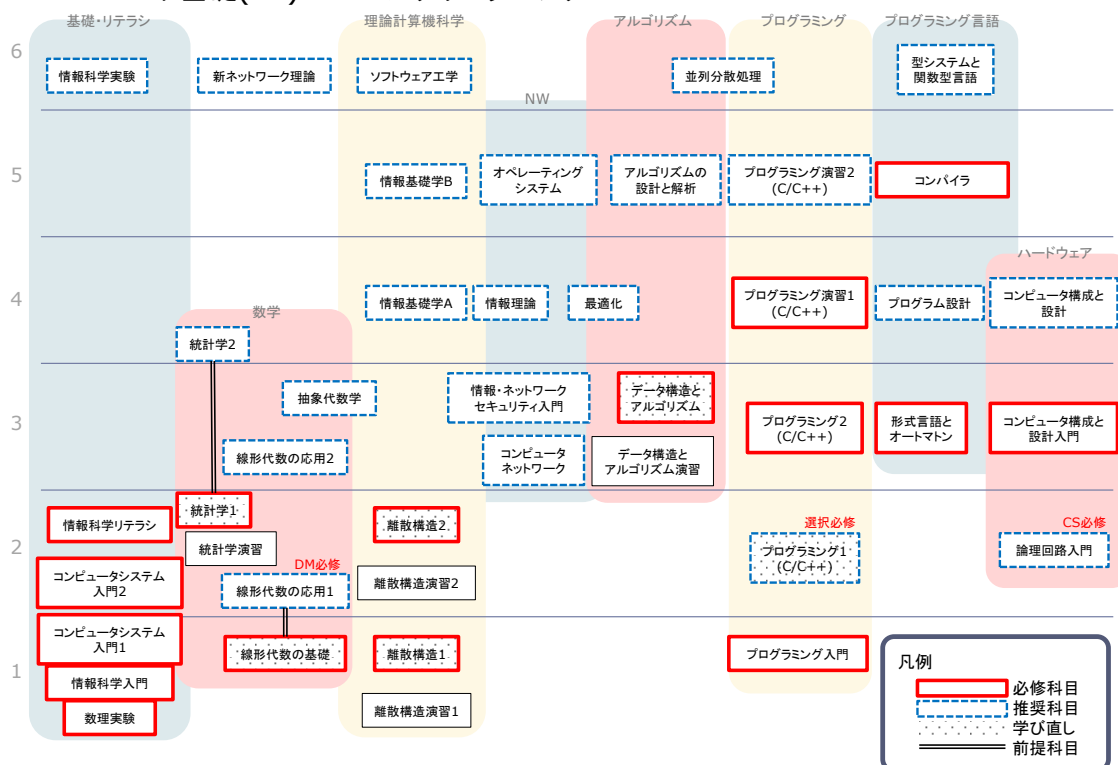 基礎・リテラシ
理論計算機科学
アルゴリズム
プログラミング
プログラミング言語
6
情報科学実験
新ネットワーク理論
ソフトウェア工学
並列分散処理
型システムと
関数型言語
NW
5
情報基礎学B
オペレーティング
システム
アルゴリズムの
設計と解析
プログラミング演習2
(C/C++)
コンパイラ
ハードウェア
4
数学
情報基礎学A
情報理論
最適化
プログラミング演習1
(C/C++)
プログラム設計
コンピュータ構成と
設計
統計学2
3
抽象代数学
情報・ネットワーク
セキュリティ入門
データ構造と
アルゴリズム
プログラミング2
(C/C++)
形式言語と
オートマトン
コンピュータ構成と
設計入門
線形代数の応用2
コンピュータ
ネットワーク
データ構造と
アルゴリズム演習
2
情報科学リテラシ
統計学1
離散構造2
選択必修
CS必修
統計学演習
プログラミング1
(C/C++)
論理回路入門
コンピュータシステム
入門2
DM必修
線形代数の応用1
離散構造演習2
1
コンピュータシステム
入門1
線形代数の基礎
離散構造1
プログラミング入門
情報科学入門
数理実験
離散構造演習1
凡例
必修科目
推奨科目
学び直し
前提科目